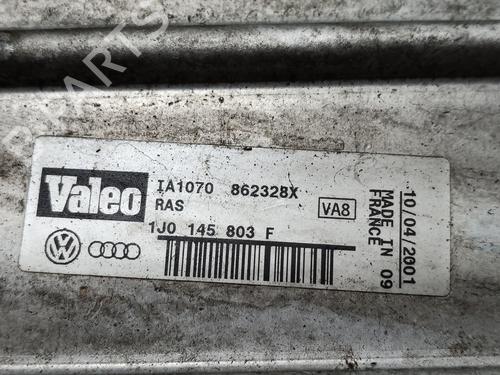 Valeo
IA1070 862328X
RAS
VA8
1J0 145 803 F
10/04/2001
MADE IN 09
FRANCE